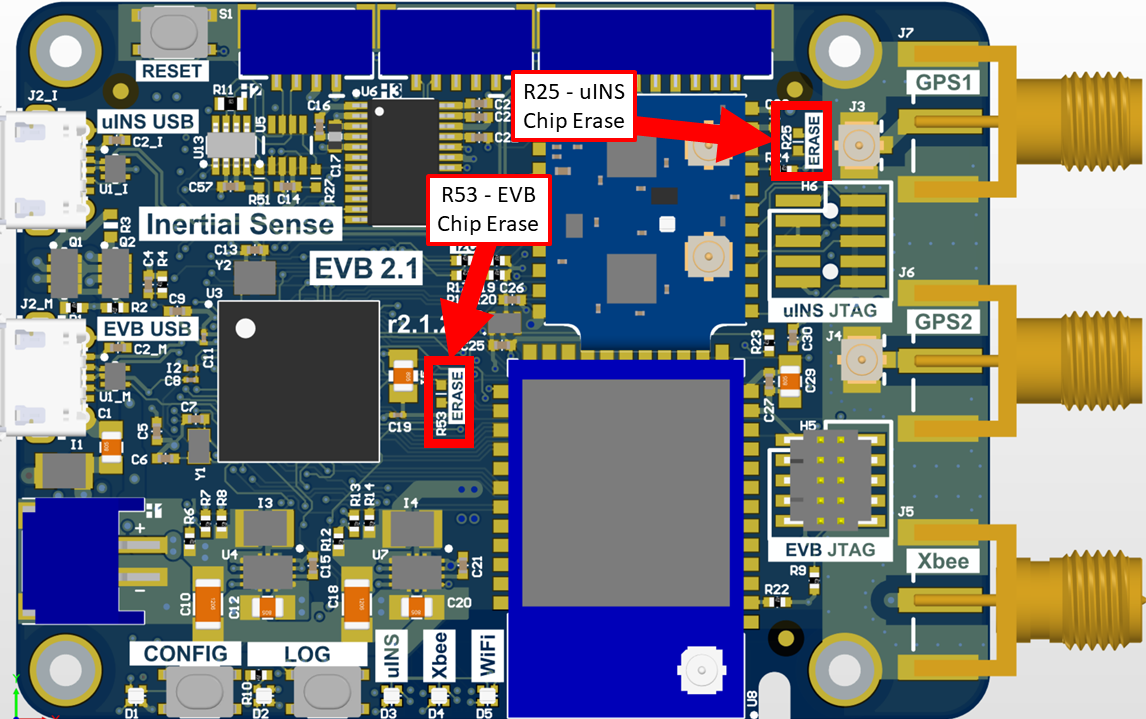 S1
RESET
J2_I
R11
H2
U6
H3
C16
R25 - uINS
Chip Erase
J7
GPS1
J3
R25
ERASE
uINS USB
C2_I
U13
U5
C17
U1_I
C57
R51
C14
R27
R53 - EVB
Chip Erase
H6
R3
Inertial Sense
Q1
Q2
C13
Y2
EVB 2.1
C4
R4
C26
J6
J2_M
R2
C9
U3
r2.1.2
uINS JTAG
GPS2
EVB USB
C2_M
C11
C25
R23
C30
J4
I2
C8
U1_M
ERASE
R53
C29
C27
C1
C7
C5
C19
H5
I1
C6
Y1
R7
R8
R6
I3
R13
R14
R12
I4
J5
+
U4
C15
U7
C21
EVB JTAG
Xbee
−
R9
C10
C12
C18
C20
R22
CONFIG
LOG
uINS
Xbee
WiFi
R10
D1
D2
D3
D4
D5
U8